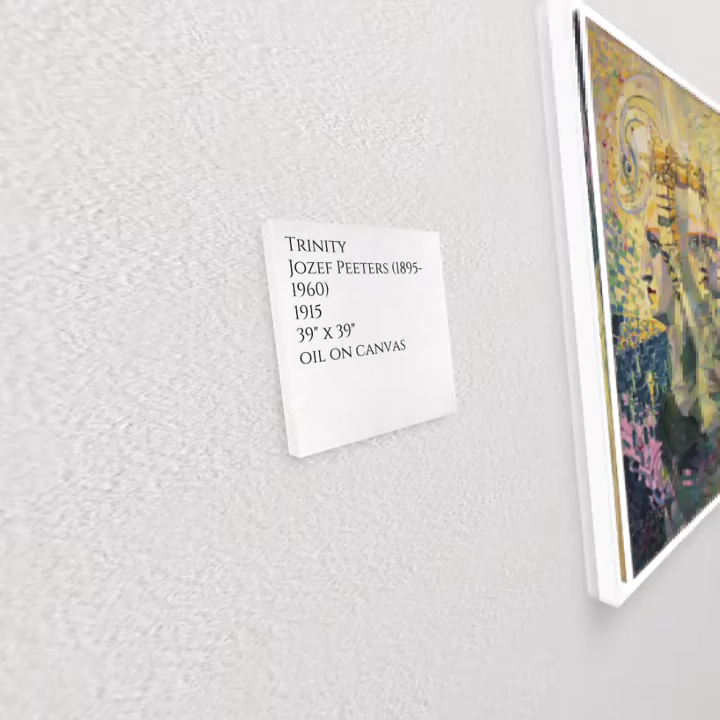 Trinity
Jozef Peeters (1895-
1960)
1915
39" x 39"
oil on canvas